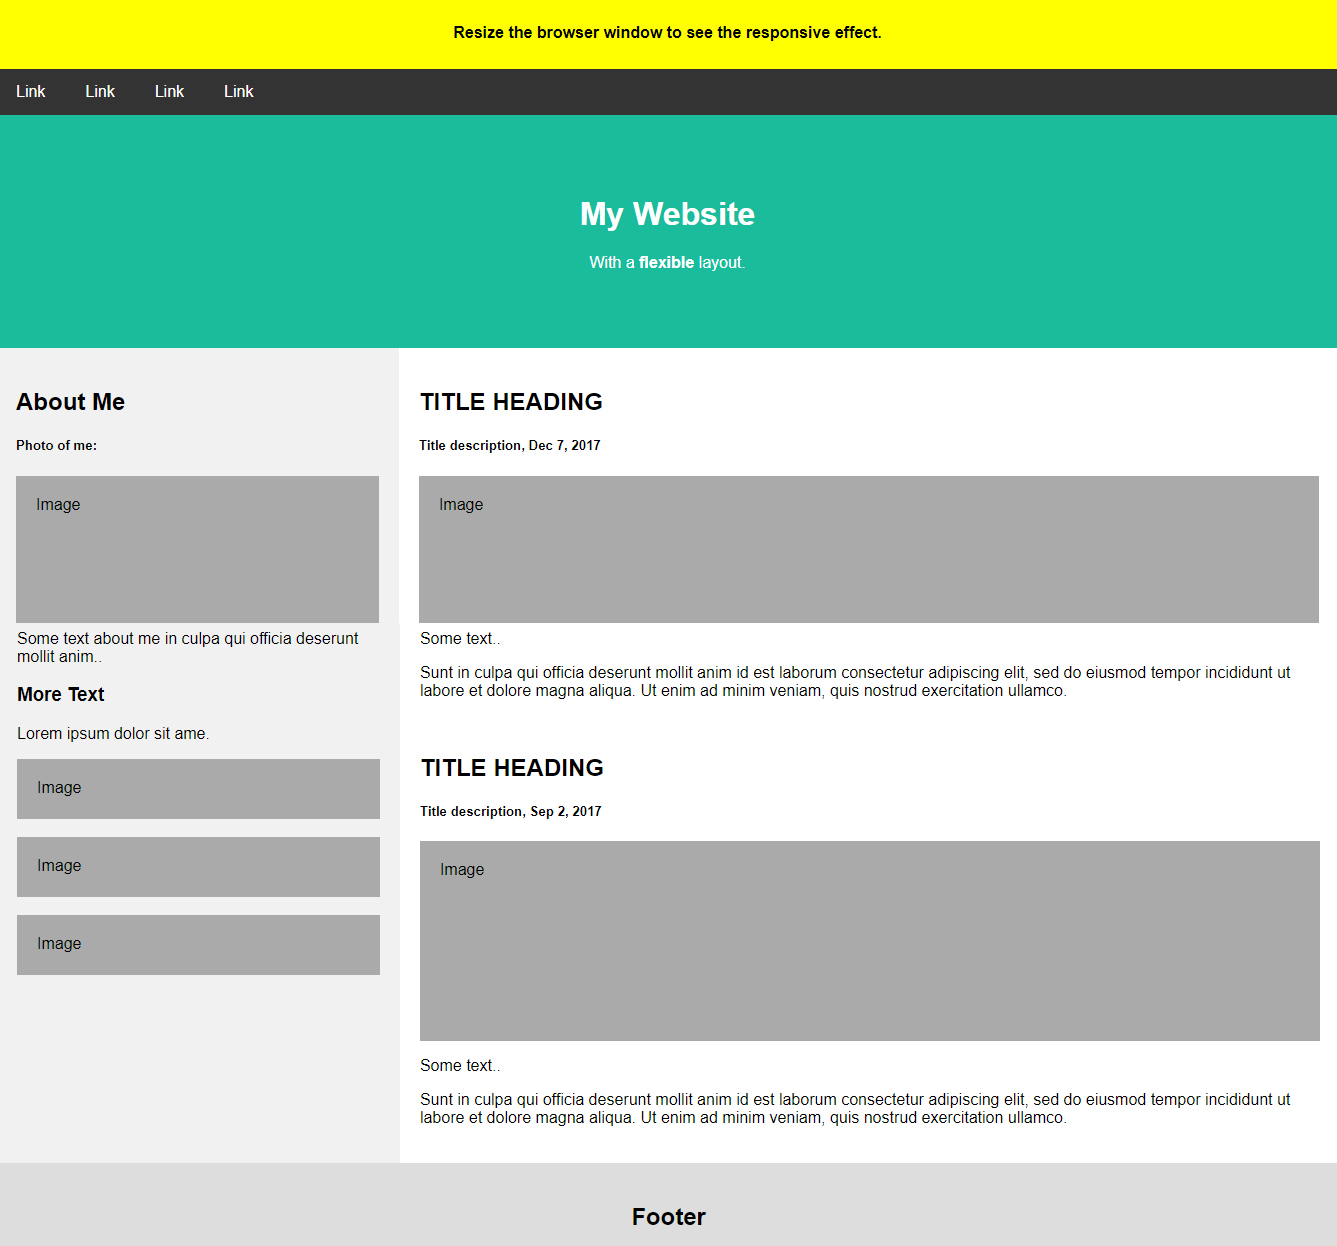 Resize the browser window to see the responsive effect.
Link Link Link Link
My Website
With a flexible layout.
About Me
Photo of me:
Image
Some text about me in culpa qui officia deserunt
mollit anim..
More Text
Lorem ipsum dolor sit ame.
Image
Image
Image
TITLE HEADING
Title description, Dec 7, 2017
Image
Some text..
Sunt in culpa qui officia deserunt mollit anim id est laborum consectetur adipiscing elit, sed do eiusmod tempor incididunt ut
labore et dolore magna aliqua. Ut enim ad minim veniam, quis nostrud exercitation ullamco.
TITLE HEADING
Title description, Sep 2, 2017
Image
Some text..
Sunt in culpa qui officia deserunt mollit anim id est laborum consectetur adipiscing elit, sed do eiusmod tempor incididunt ut
labore et dolore magna aliqua. Ut enim ad minim veniam, quis nostrud exercitation ullamco.
Footer